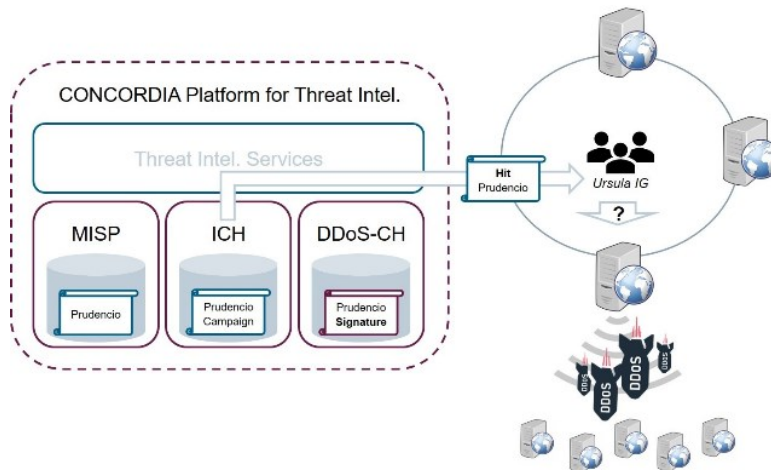 CONCORDIA Platform for Threat Intel.
Threat Intel. Services
MISP
ICH
DDoS-CH
Prudencio
Prudencio
Campaign
Prudencio
Signature
Hit
Prudencio
Ursula IG
?
DDOS
DDOS
DDOS
DDOS